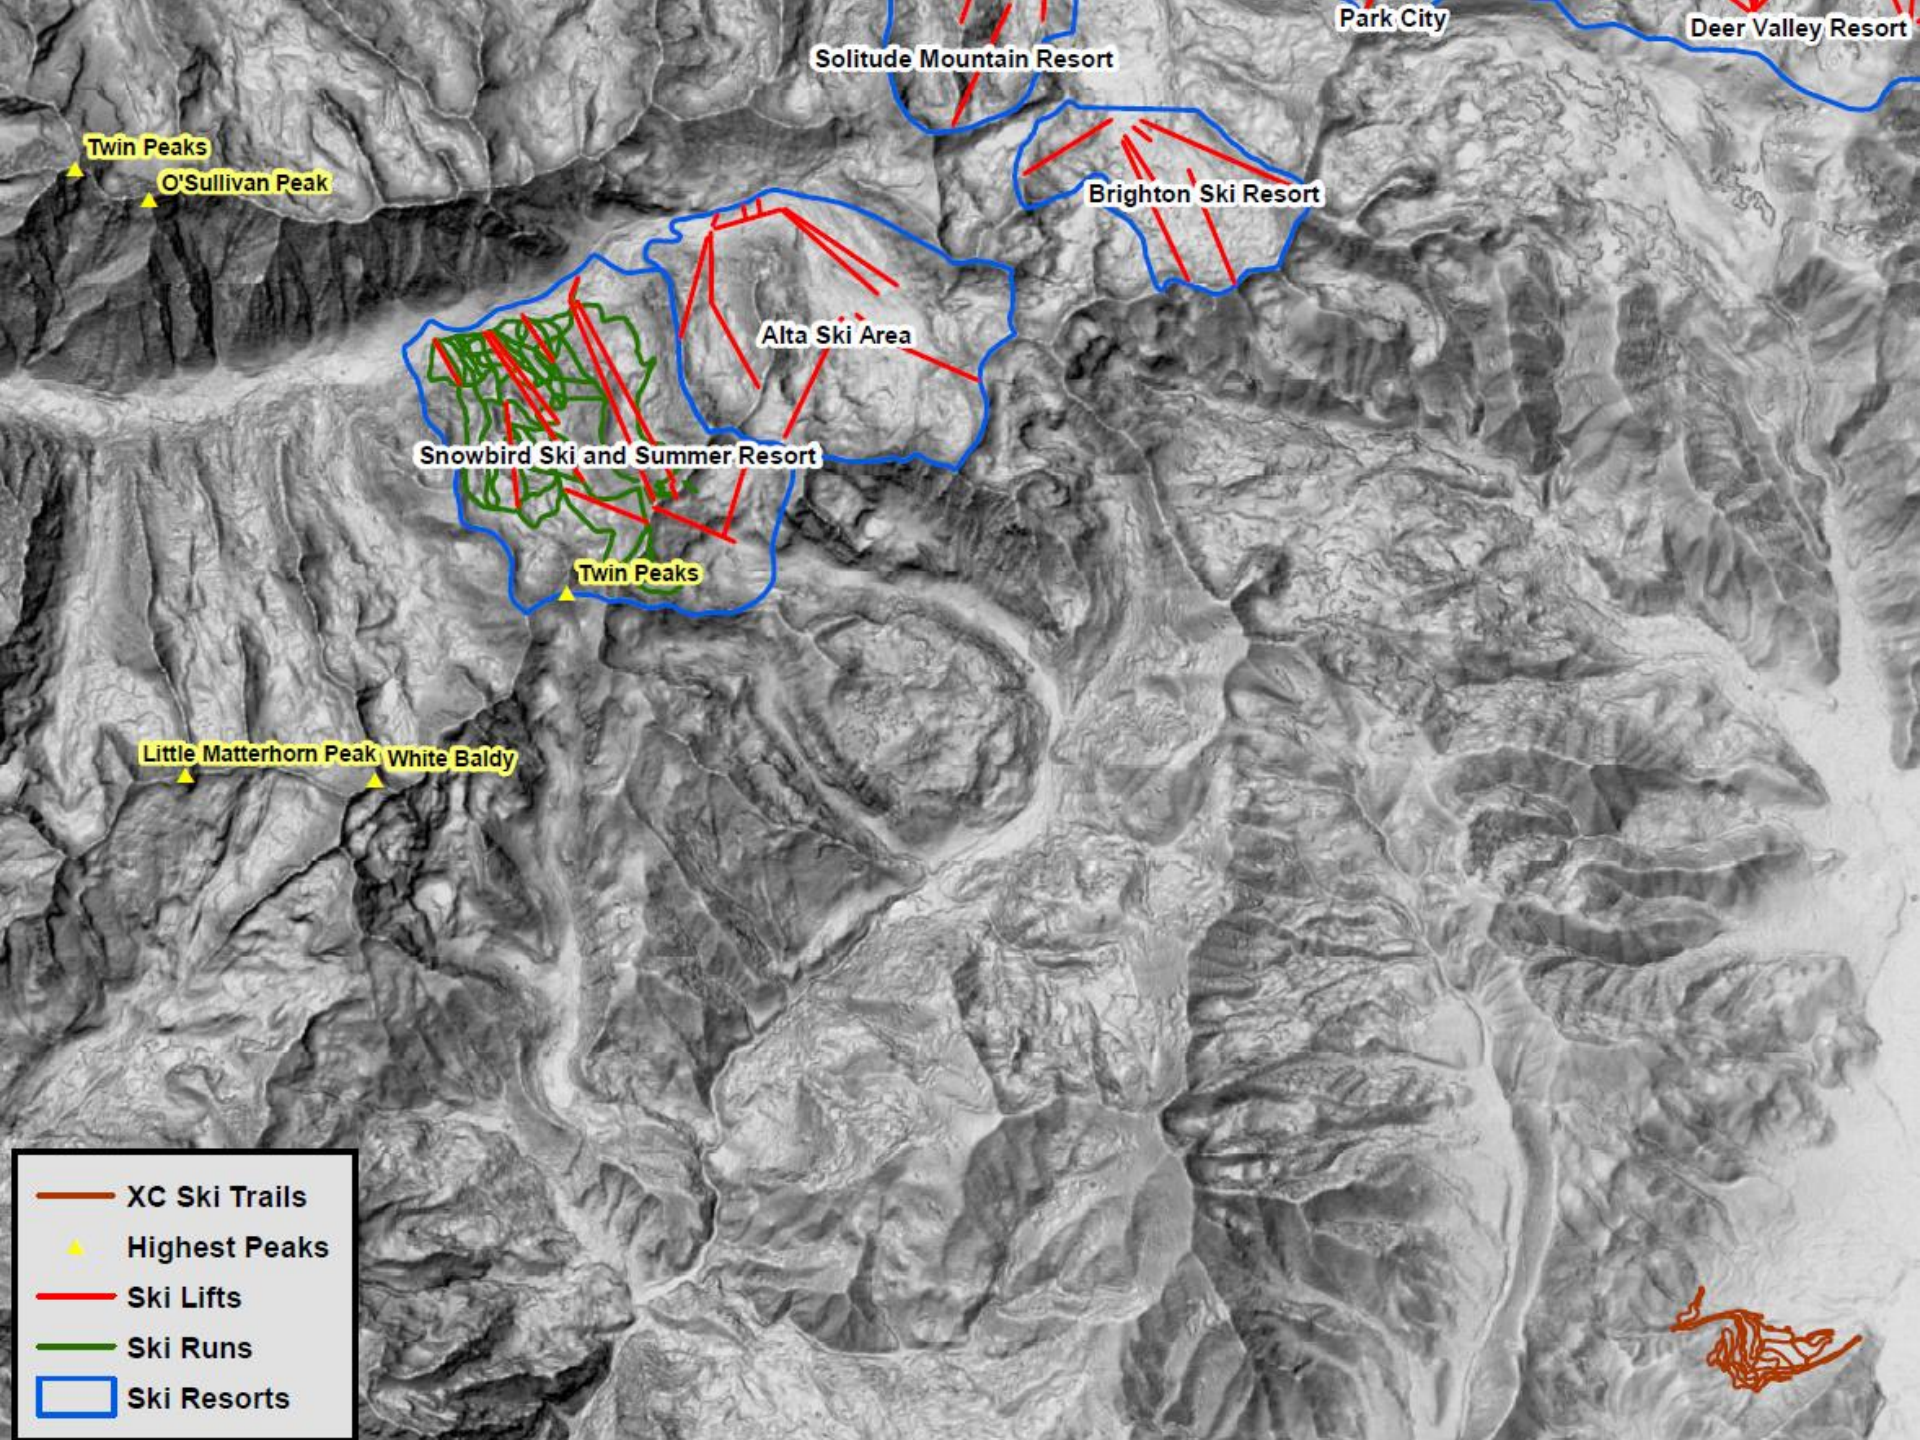 Park City
Deer Valley Resort
Solitude Mountain Resort
Twin Peaks
O'Sullivan Peak
Brighton Ski Resort
Alta Ski Area
Snowbird Ski and Summer Resort
Twin Peaks
Little Matterhorn Peak
White Baldy
XC Ski Trails
Highest Peaks
Ski Lifts
Ski Runs
Ski Resorts